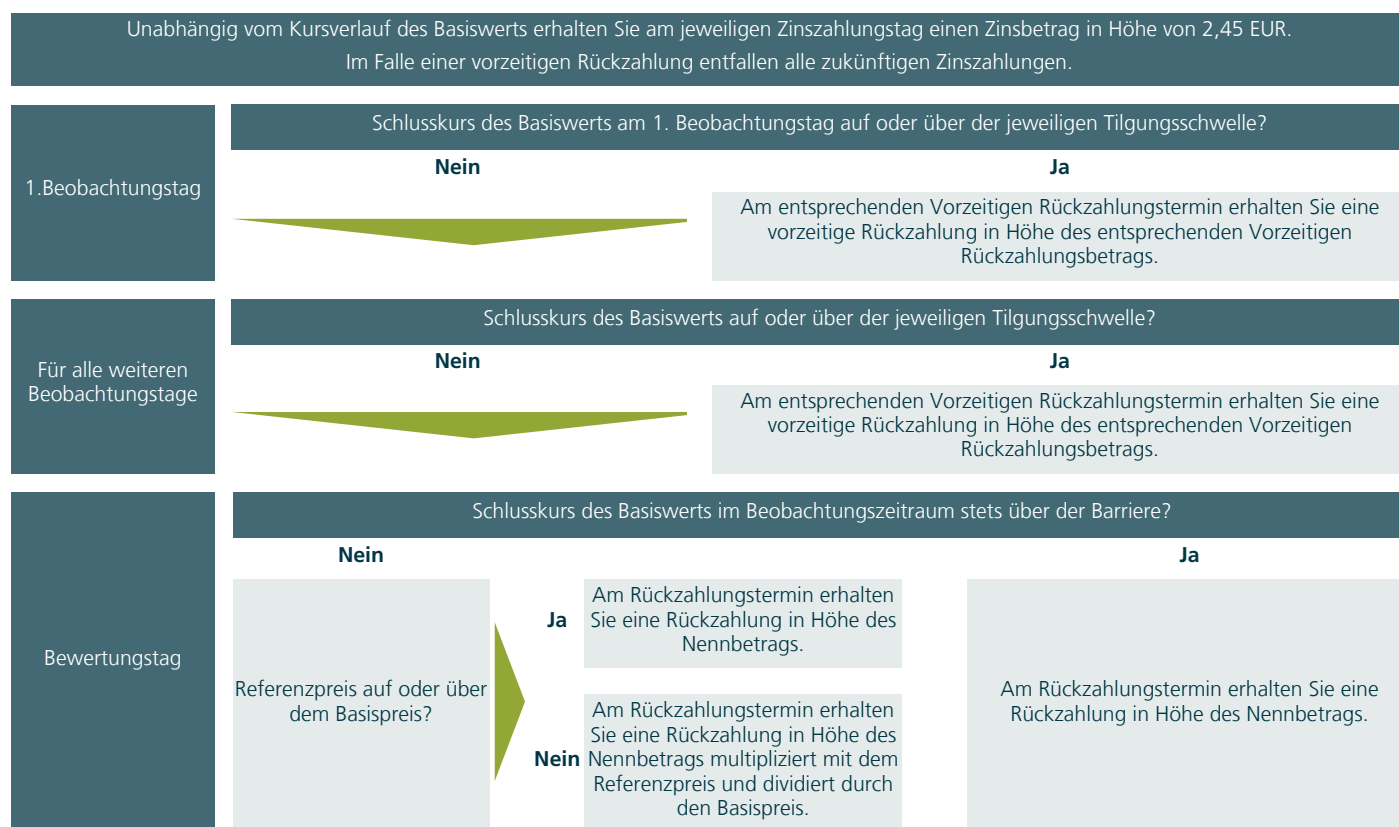 Unabhängig vom Kursverlauf des Basiswerts erhalten Sie am jeweiligen Zinszahlungstag einen Zinsbetrag in Höhe von 2,45 EUR.
Im Falle einer vorzeitigen Rückzahlung entfallen alle zukünftigen Zinszahlungen.
1.Beobachtungstag
Schlusskurs des Basiswerts am 1. Beobachtungstag auf oder über der jeweiligen Tilgungsschwelle?
Nein
Ja
Am entsprechenden Vorzeitigen Rückzahlungstermin erhalten Sie eine
vorzeitige Rückzahlung in Höhe des entsprechenden Vorzeitigen
Rückzahlungsbetrags.
Für alle weiteren
Beobachtungstage
Schlusskurs des Basiswerts auf oder über der jeweiligen Tilgungsschwelle?
Nein
Ja
Am entsprechenden Vorzeitigen Rückzahlungstermin erhalten Sie eine
vorzeitige Rückzahlung in Höhe des entsprechenden Vorzeitigen
Rückzahlungsbetrags.
Bewertungstag
Schlusskurs des Basiswerts im Beobachtungszeitraum stets über der Barriere?
Nein
Ja
Referenzpreis auf oder über
dem Basispreis?
Ja
Am Rückzahlungstermin erhalten
Sie eine Rückzahlung in Höhe des
Nennbetrags.
Nein
Am Rückzahlungstermin erhalten
Sie eine Rückzahlung in Höhe des
Nennbetrags multipliziert mit dem
Referenzpreis und dividiert durch
den Basispreis.
Am Rückzahlungstermin erhalten Sie eine
Rückzahlung in Höhe des Nennbetrags.